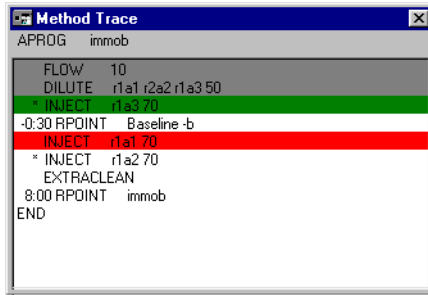 Method Trace
APROG immob
FLOW 10
DILUTE r1a1 r2a2 r1a3 50
* INJECT r1a3 70
-0:30 RPOINT Baseline -b
INJECT r1a1 70
* INJECT r1a2 70
EXTRACLEAN
8:00 RPOINT immob
END